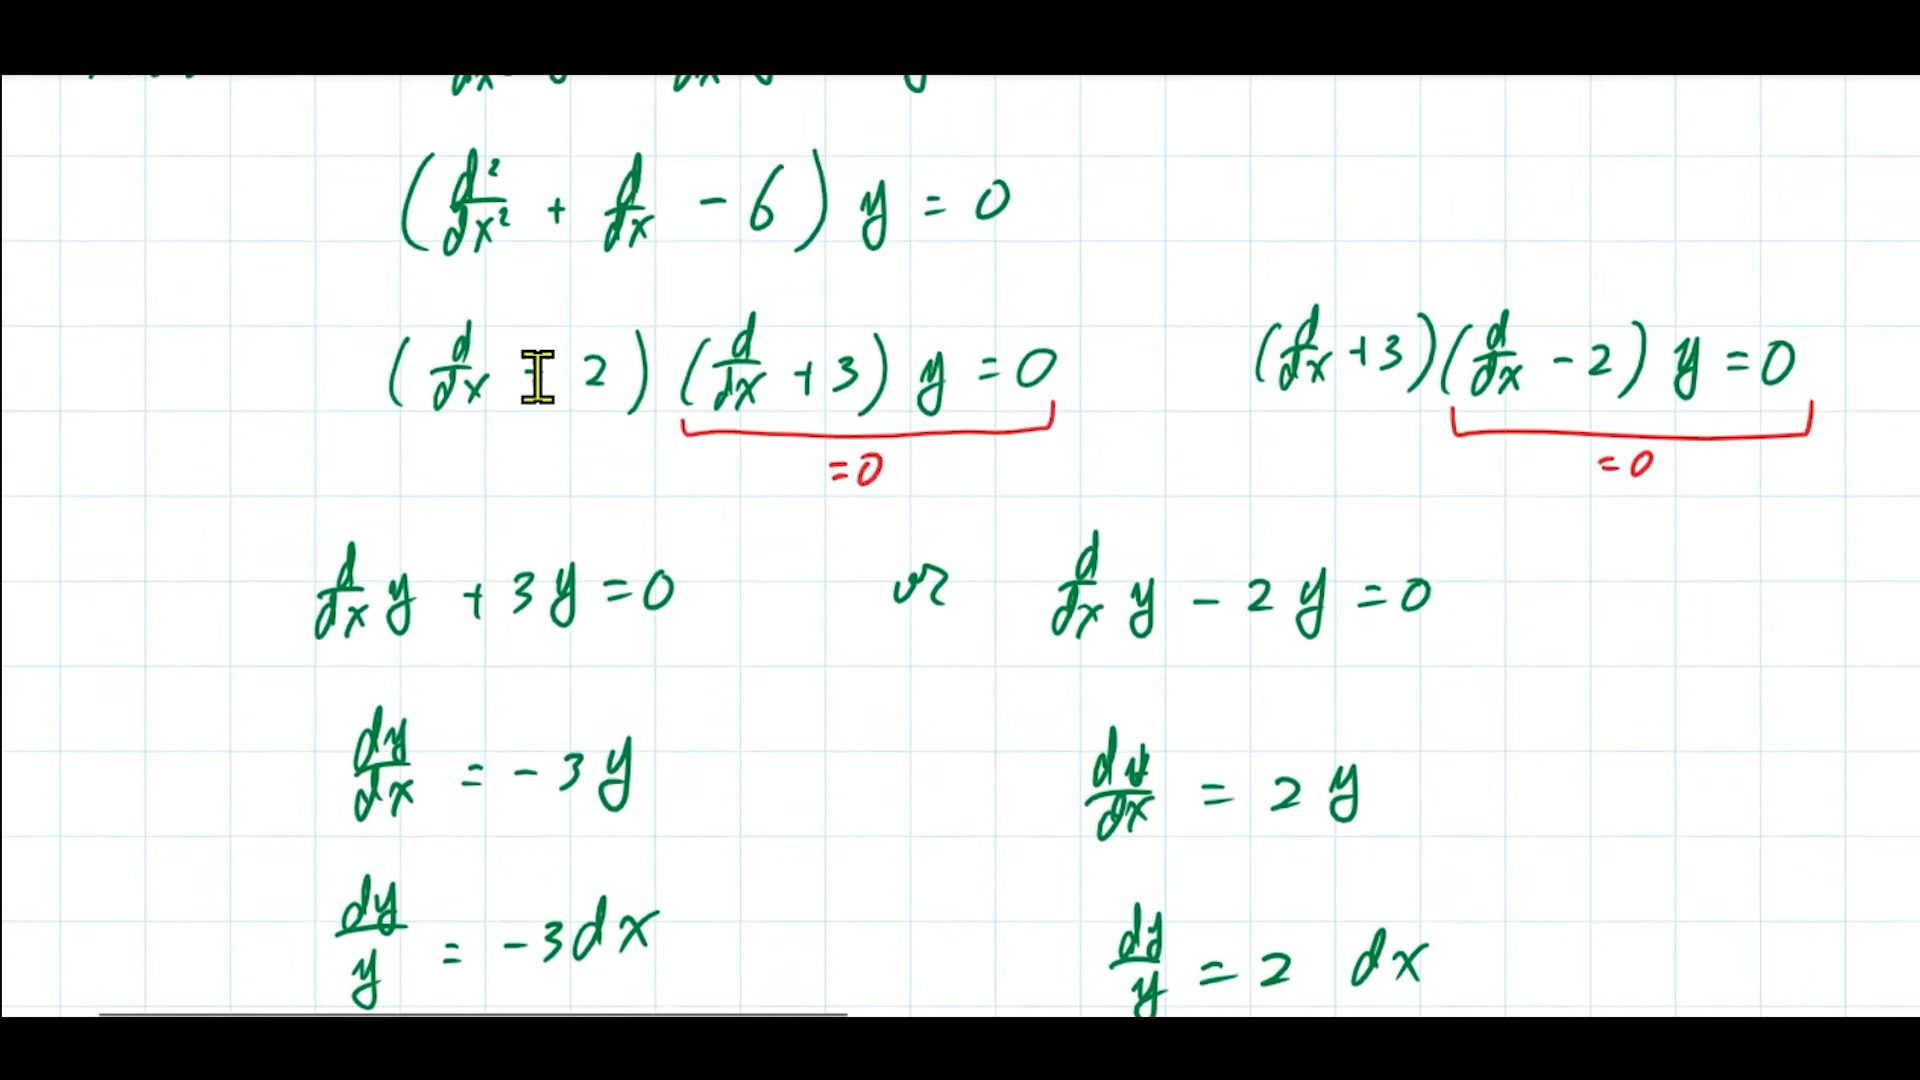 (d²/dx² + d/dx - 6) y = 0
(d/dx - 2) (d/dx + 3) y = 0
= 0
(d/dx + 3) (d/dx - 2) y = 0
= 0
d/dx y + 3y = 0 or d/dx y - 2y = 0
dy/dx = -3y
dy/dx = 2y
dy/y = -3dx
dy/y = 2 dx